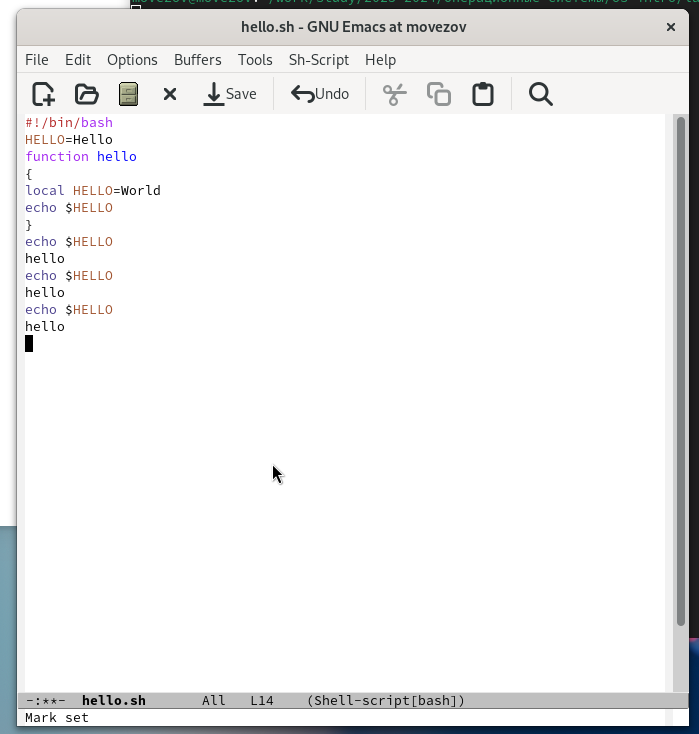 hello.sh - GNU Emacs at movezov
File Edit Options Buffers Tools Sh-Script Help
Save Undo
#!/bin/bash
HELLO=Hello
function hello
{
local HELLO=World
echo $HELLO
}
echo $HELLO
hello
echo $HELLO
hello
echo $HELLO
hello
-:**- hello.sh All L14 (Shell-script[bash])
Mark set